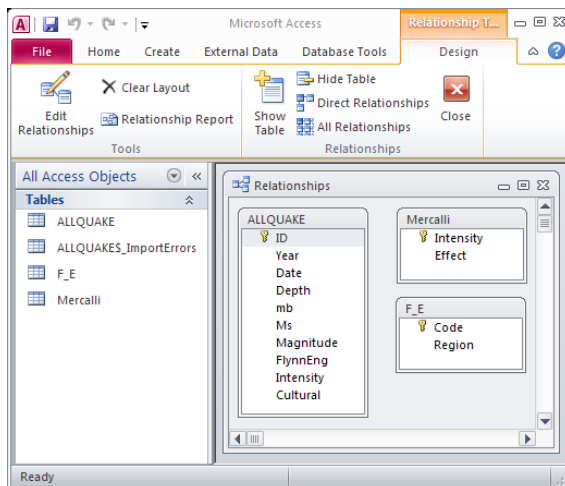 A
Microsoft Access
Relationship T...
File
Home
Create
External Data
Database Tools
Design
Edit
Relationships
Clear Layout
Relationship Report
Tools
Show
Table
Hide Table
Direct Relationships
All Relationships
Close
Relationships
All Access Objects
Tables
ALLQUAKE
ALLQUAKE$_ImportErrors
F_E
Mercalli
Relationships
ALLQUAKE
ID
Year
Date
Depth
mb
Ms
Magnitude
FlynnEng
Intensity
Cultural
Mercalli
Intensity
Effect
F_E
Code
Region
Ready